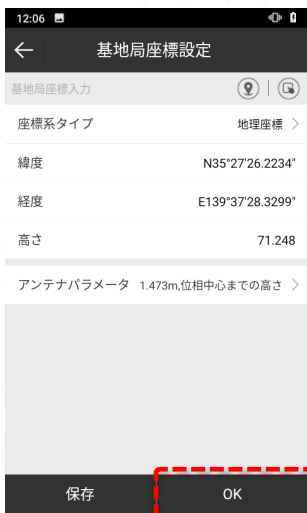 12:06
基地局座標設定
基地局座標入力
座標系タイプ 地理座標
緯度 N35°27'26.2234"
経度 E139°37'28.3299"
高さ 71.248
アンテナパラメータ 1.473m,位相中心までの高さ
保存 OK